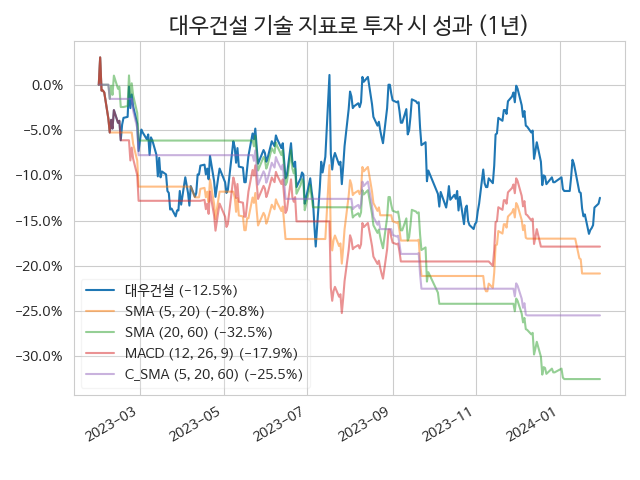 대우건설 기술 지표로 투자 시 성과 (1년)
0.0%
−5.0%
−10.0%
−15.0%
−20.0%
−25.0%
−30.0%
대우건설 (−12.5%)
SMA (5, 20) (−20.8%)
SMA (20, 60) (−32.5%)
MACD (12, 26, 9) (−17.9%)
C_SMA (5, 20, 60) (−25.5%)
2023−03
2023−05
2023−07
2023−09
2023−11
2024−01